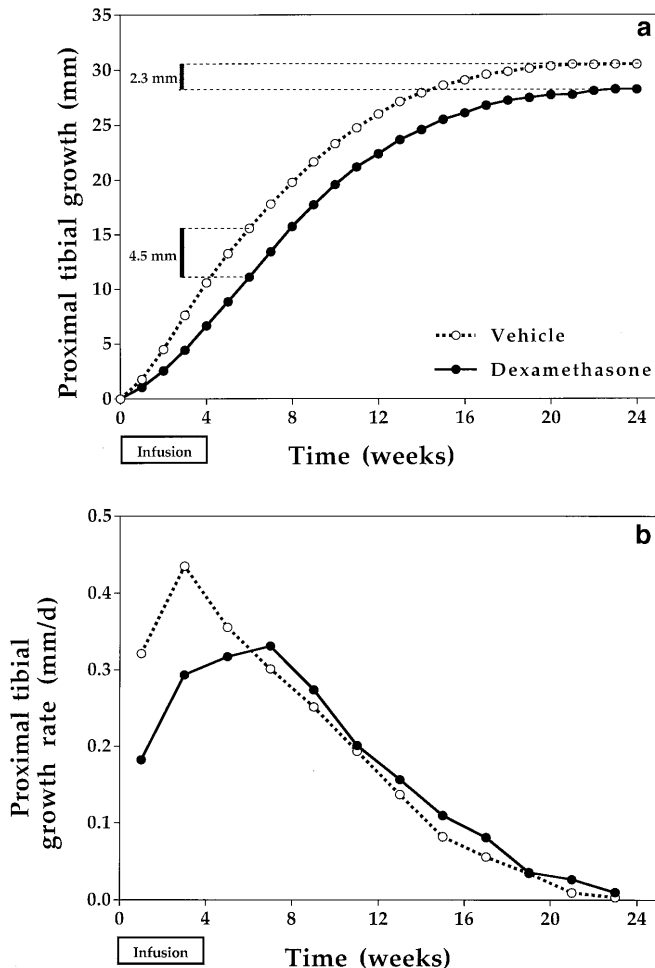 a
35
30
25
20
15
10
5
0
2.3 mm
4.5 mm
Proximal tibial growth (mm)
Vehicle
Dexamethasone
0 4 8 12 16 20 24
Infusion
Time (weeks)
b
0.5
0.4
0.3
0.2
0.1
0.0
Proximal tibial
growth rate (mm/d)
0 4 8 12 16 20 24
Infusion
Time (weeks)